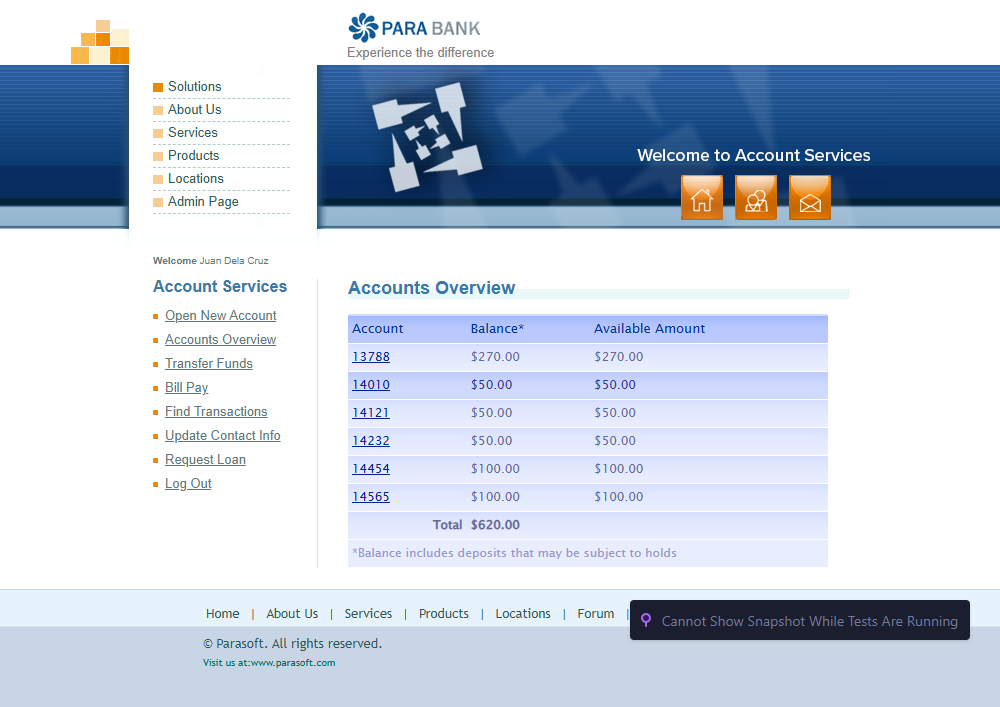 PARA BANK
Experience the difference
Solutions
About Us
Services
Products
Locations
Admin Page
Welcome to Account Services
Welcome Juan Dela Cruz
Account Services
Open New Account
Accounts Overview
Transfer Funds
Bill Pay
Find Transactions
Update Contact Info
Request Loan
Log Out
Accounts Overview
Account Balance* Available Amount
13788 $270.00 $270.00
14010 $50.00 $50.00
14121 $50.00 $50.00
14232 $50.00 $50.00
14454 $100.00 $100.00
14565 $100.00 $100.00
Total $620.00
*Balance includes deposits that may be subject to holds
Home | About Us | Services | Products | Locations | Forum |
Cannot Show Snapshot While Tests Are Running
© Parasoft. All rights reserved.
Visit us at:www.parasoft.com